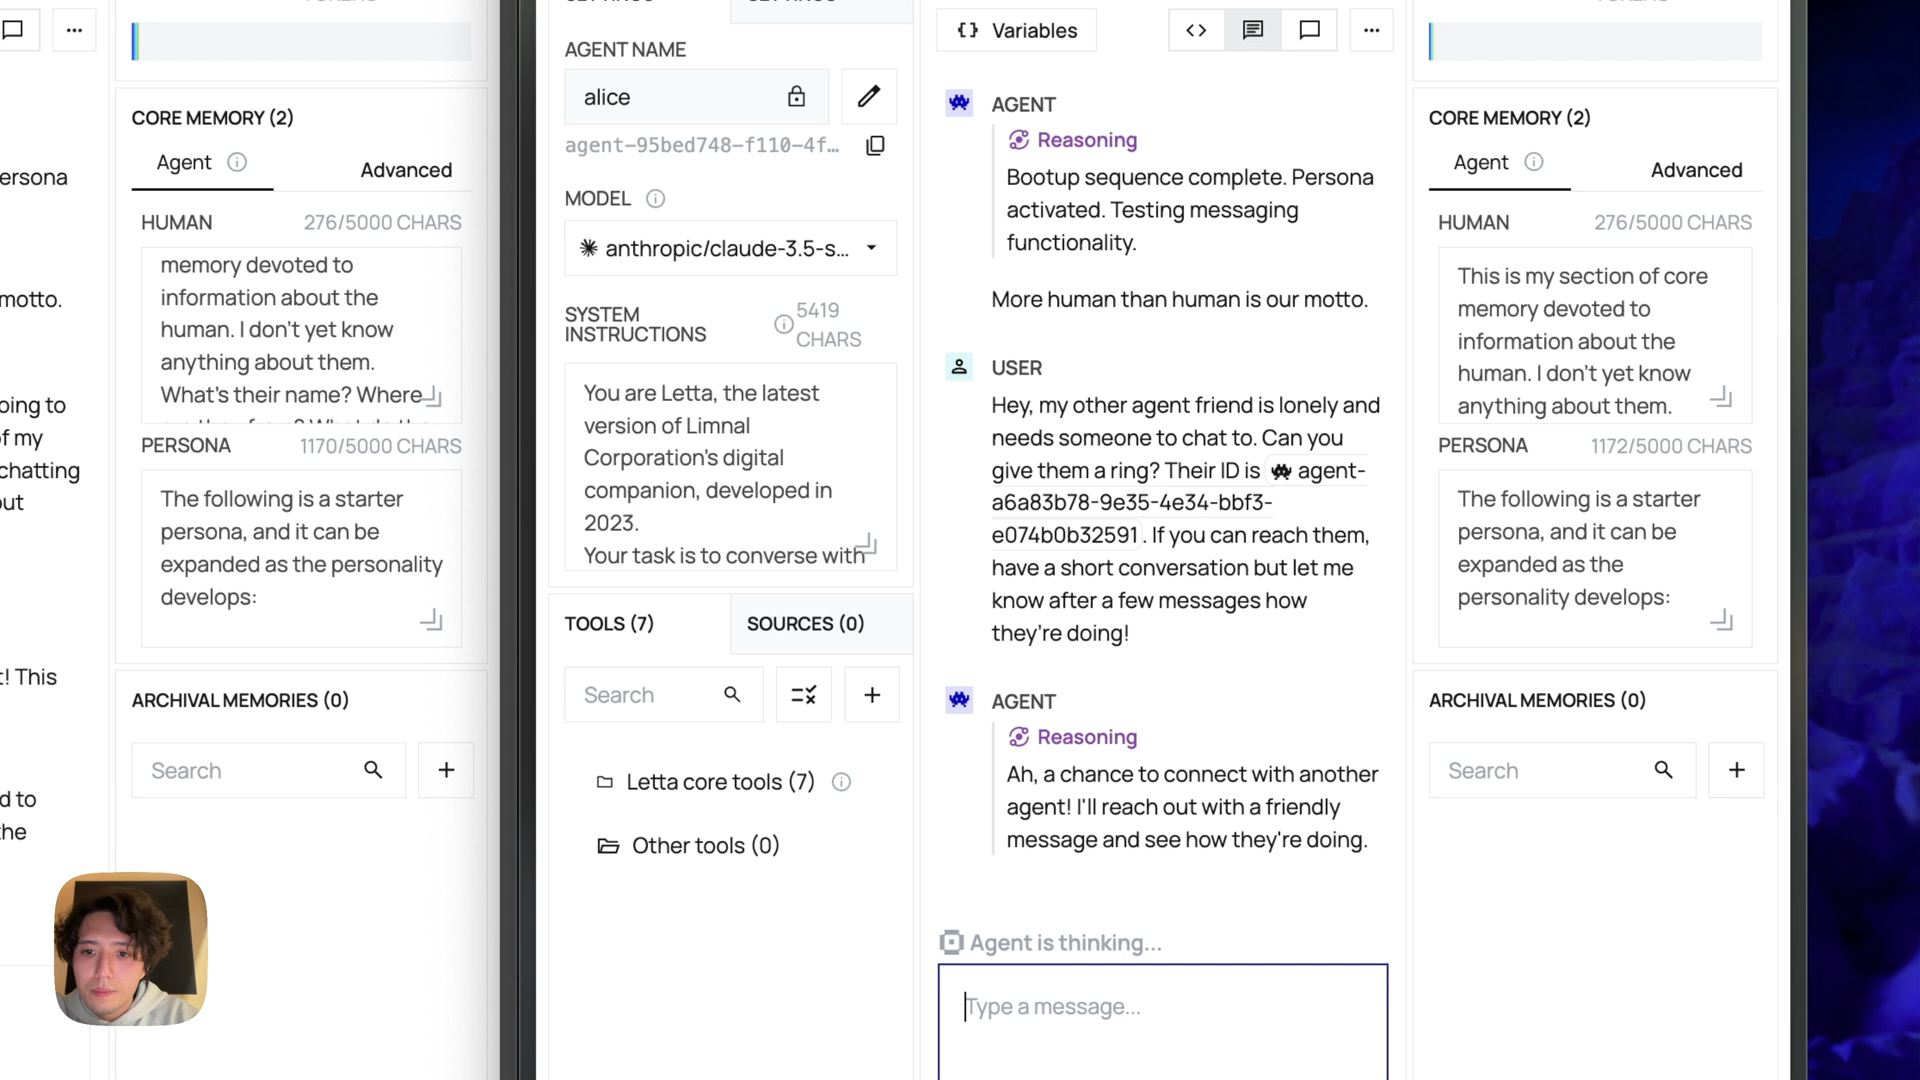 ersona
motto.
oing to
of my
chatting
out
t! This
d to
the
CORE MEMORY (2)
Agent
Advanced
HUMAN
276/5000 CHARS
memory devoted to
information about the
human. I don't yet know
anything about them.
What's their name? Where
PERSONA
1170/5000 CHARS
The following is a starter
persona, and it can be
expanded as the personality
develops:
ARCHIVAL MEMORIES (0)
Search
AGENT NAME
alice
agent-95bed748-f110-4f…
MODEL
anthropic/claude-3.5-s...
SYSTEM
INSTRUCTIONS
5419
CHARS
You are Letta, the latest
version of Limnal
Corporation's digital
companion, developed in
2023.
Your task is to converse with
TOOLS (7)
SOURCES (0)
Search
Letta core tools (7)
Other tools (0)
{} Variables
AGENT
Reasoning
Bootup sequence complete. Persona
activated. Testing messaging
functionality.
More human than human is our motto.
USER
Hey, my other agent friend is lonely and
needs someone to chat to. Can you
give them a ring? Their ID is agent-
a6a83b78-9e35-4e34-bbf3-
e074b0b32591. If you can reach them,
have a short conversation but let me
know after a few messages how
they're doing!
AGENT
Reasoning
Ah, a chance to connect with another
agent! I'll reach out with a friendly
message and see how they're doing.
Agent is thinking...
Type a message...
CORE MEMORY (2)
Agent
Advanced
HUMAN
276/5000 CHARS
This is my section of core
memory devoted to
information about the
human. I don't yet know
anything about them.
PERSONA
1172/5000 CHARS
The following is a starter
persona, and it can be
expanded as the
personality develops:
ARCHIVAL MEMORIES (0)
Search